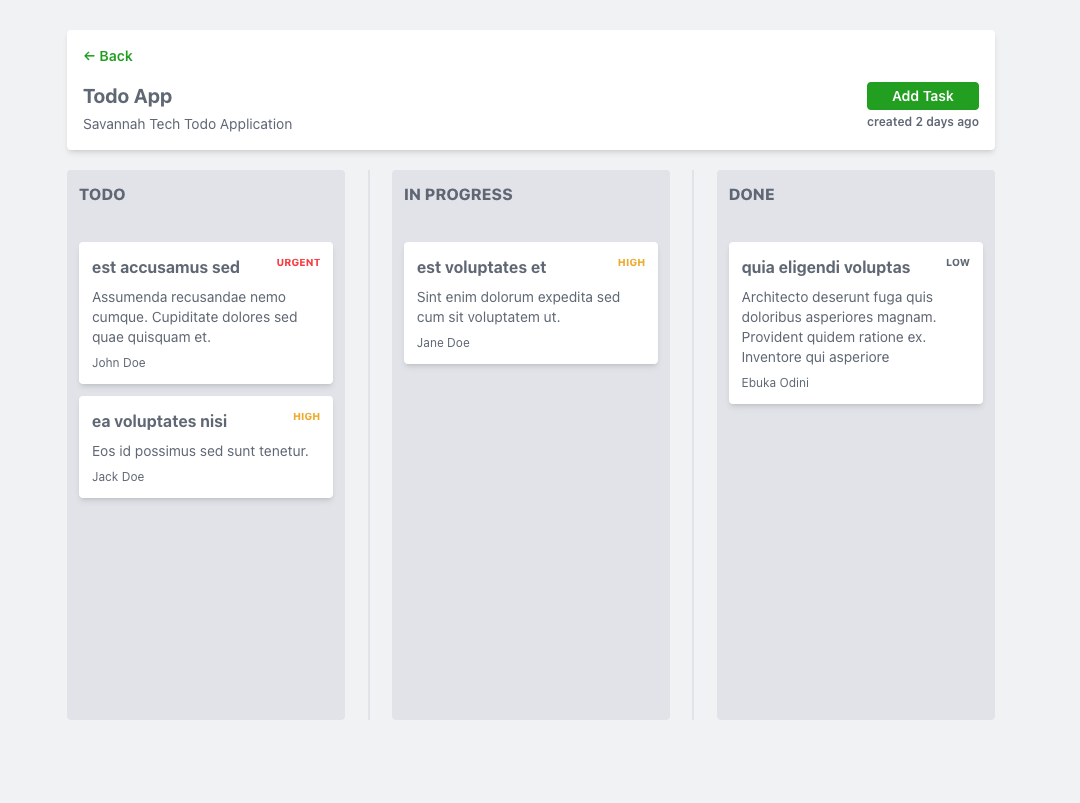 ← Back
Todo App
Savannah Tech Todo Application
Add Task
created 2 days ago
TODO
est accusamus sed
URGENT
Assumenda recusandae nemo
cumque. Cupiditate dolores sed
quae quisquam et.
John Doe
ea voluptates nisi
HIGH
Eos id possimus sed sunt tenetur.
Jack Doe
IN PROGRESS
est voluptates et
HIGH
Sint enim dolorum expedita sed
cum sit voluptatem ut.
Jane Doe
DONE
quia eligendi voluptas
LOW
Architecto deserunt fuga quis
doloribus asperiores magnam.
Provident quidem ratione ex.
Inventore qui asperiore
Ebuka Odini